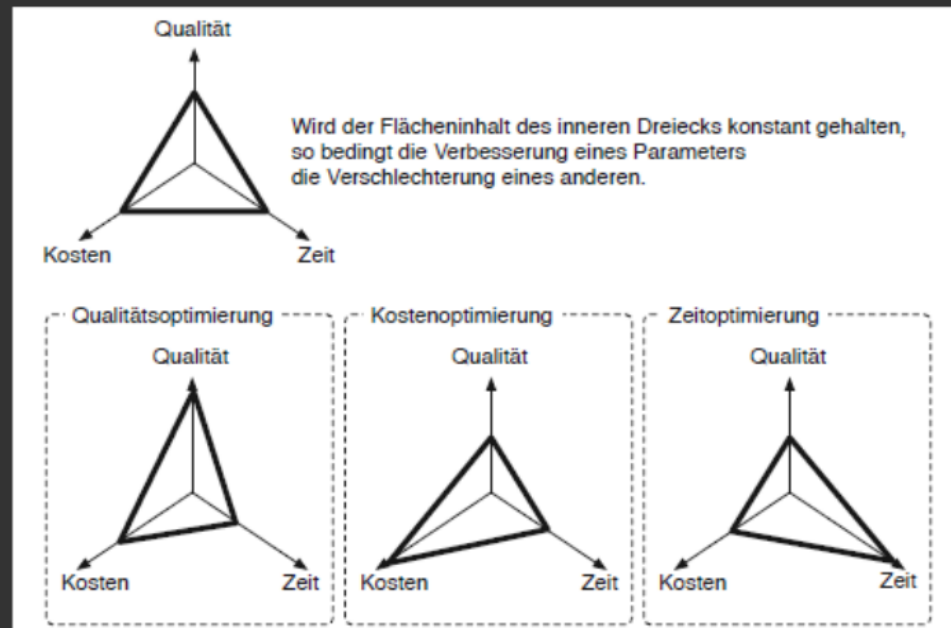 Qualität
Wird der Flächeninhalt des inneren Dreiecks konstant gehalten,
so bedingt die Verbesserung eines Parameters
die Verschlechterung eines anderen.
Kosten
Zeit
Qualitätsoptimierung
Qualität
Kosten
Zeit
Kostenoptimierung
Qualität
Kosten
Zeit
Zeitoptimierung
Qualität
Kosten
Zeit